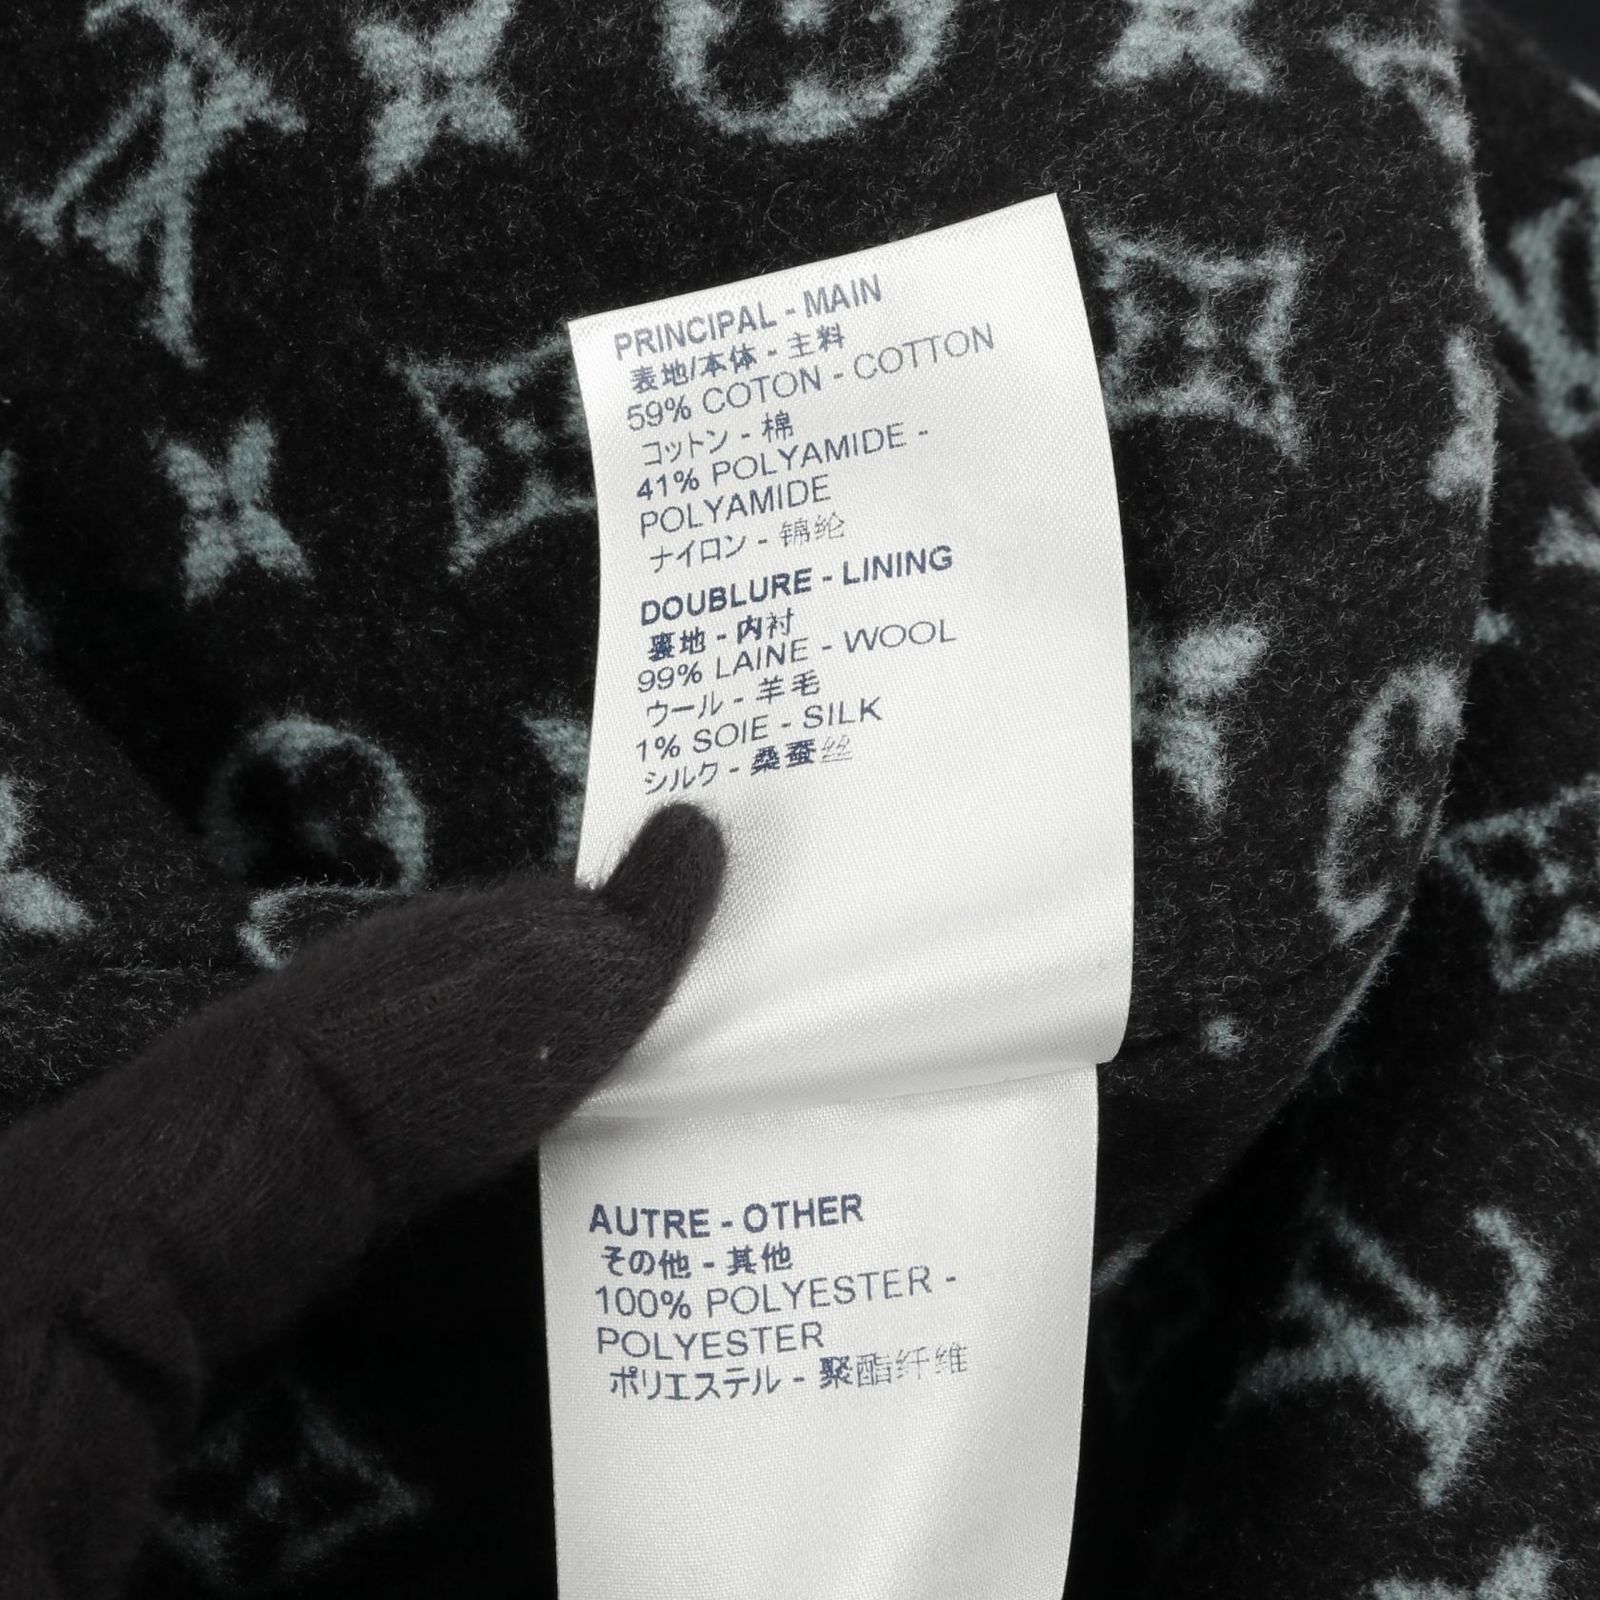 PRINCIPAL - MAIN
表地/本体 - 主料
59% COTON - COTTON
コットン - 棉
41% POLYAMIDE -
POLYAMIDE
ナイロン - 锦纶
DOUBLURE - LINING
裏地 - 内衬
99% LAINE - WOOL
ウール - 羊毛
1% SOIE - SILK
シルク - 桑蚕丝
AUTRE - OTHER
その他 - 其他
100% POLYESTER -
POLYESTER
ポリエステル - 聚酯纤维